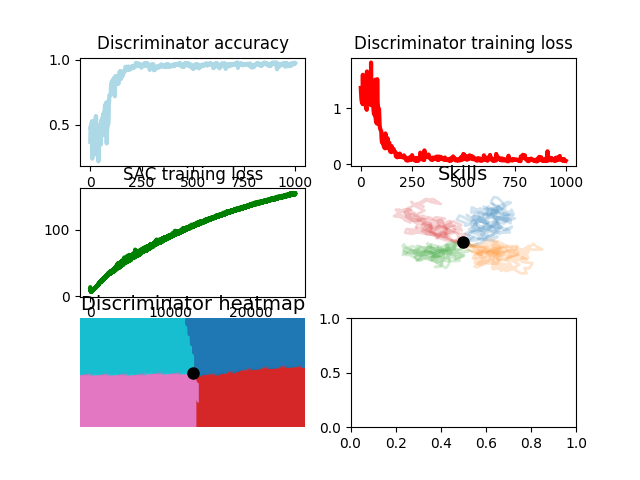 Discriminator accuracy
Discriminator training loss
1.0
0.5
0 250 500 750 1000
1
0
0 250 500 750 1000
SAC training loss
Skills
100
0
0 10000 20000
Discriminator heatmap
1.0
0.5
0.0
0.0 0.2 0.4 0.6 0.8 1.0